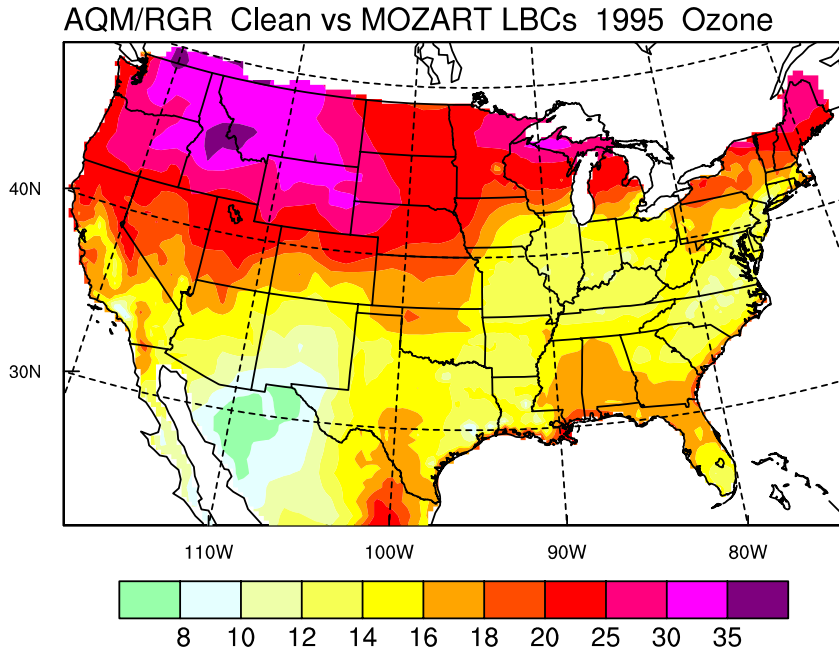 AQM/RGR  Clean vs MOZART LBCs  1995  Ozone
40N
30N
110W 100W 90W 80W
8 10 12 14 16 18 20 25 30 35